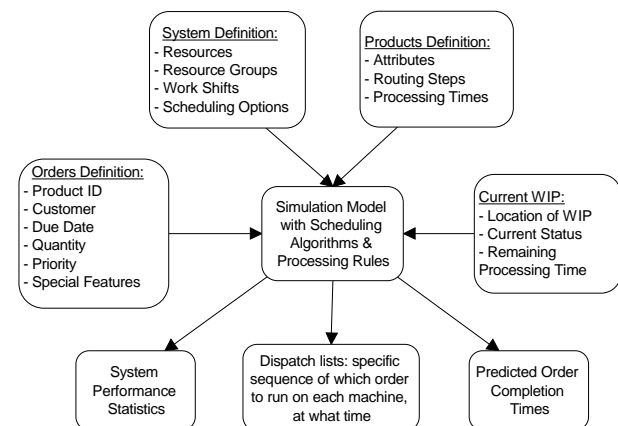 System Definition:
- Resources
- Resource Groups
- Work Shifts
- Scheduling Options
Products Definition:
- Attributes
- Routing Steps
- Processing Times
Orders Definition:
- Product ID
- Customer
- Due Date
- Quantity
- Priority
- Special Features
Simulation Model
with Scheduling
Algorithms &
Processing Rules
Current WIP:
- Location of WIP
- Current Status
- Remaining
Processing Time
System
Performance
Statistics
Dispatch lists: specific
sequence of which order
to run on each machine,
at what time
Predicted Order
Completion
Times